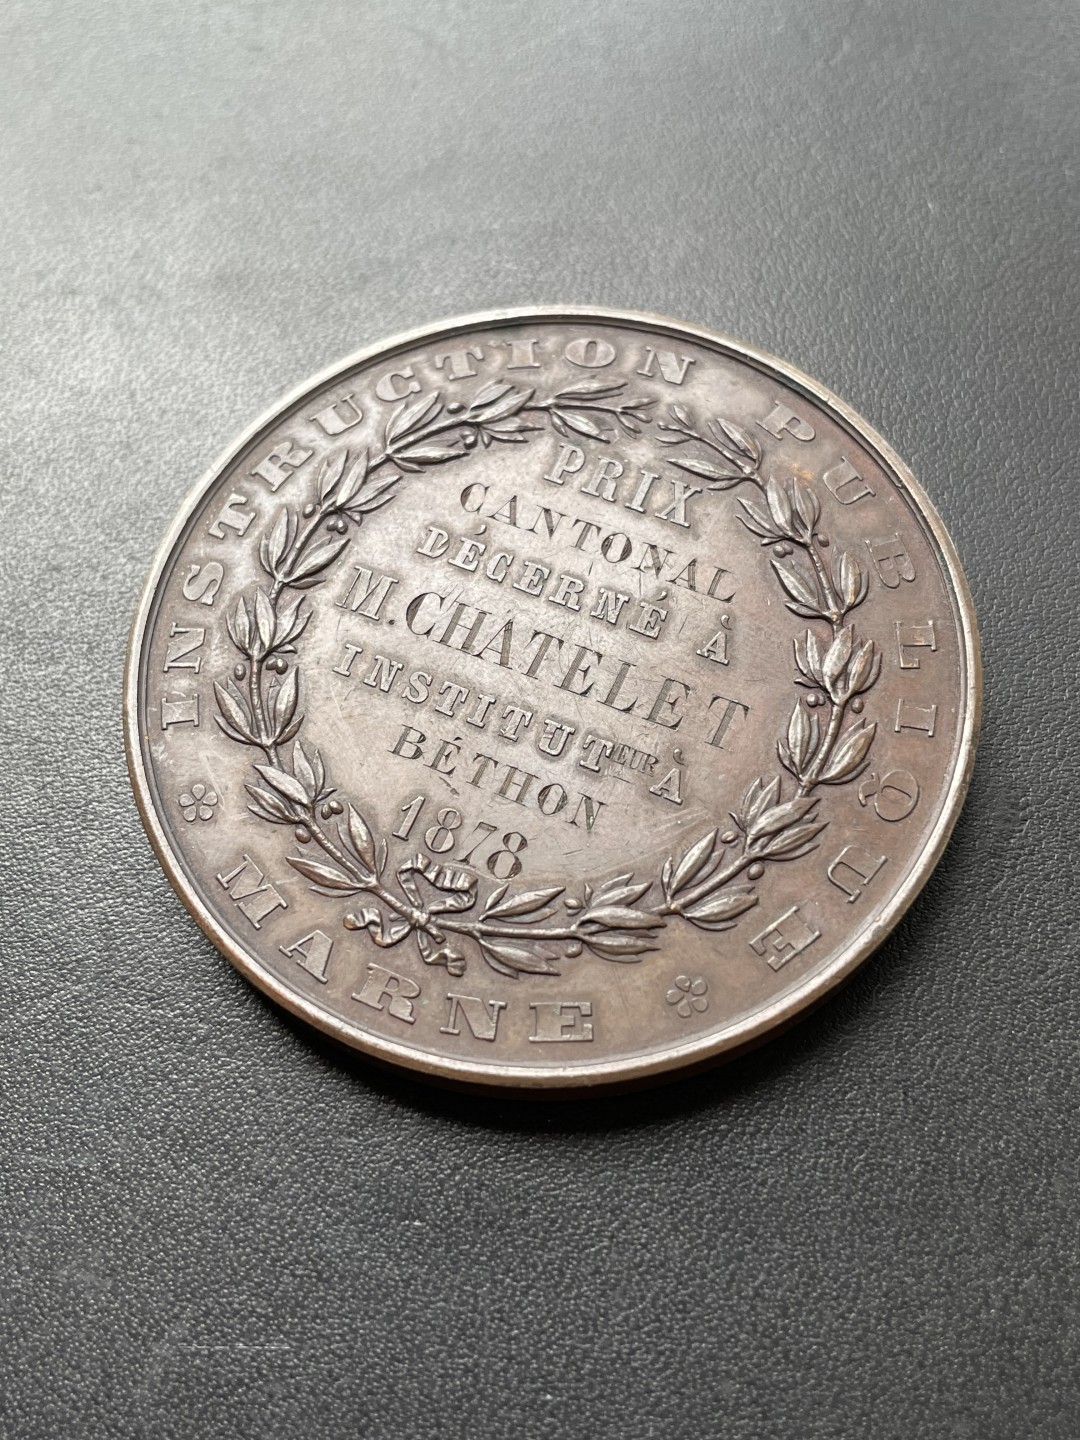 INSTRUCTION PUBLIQUE
PRIX
CANTONAL
DÉCERNÉ À
M. CHATELET
INSTITUTEUR À
BÉTHON
1878
MARNE